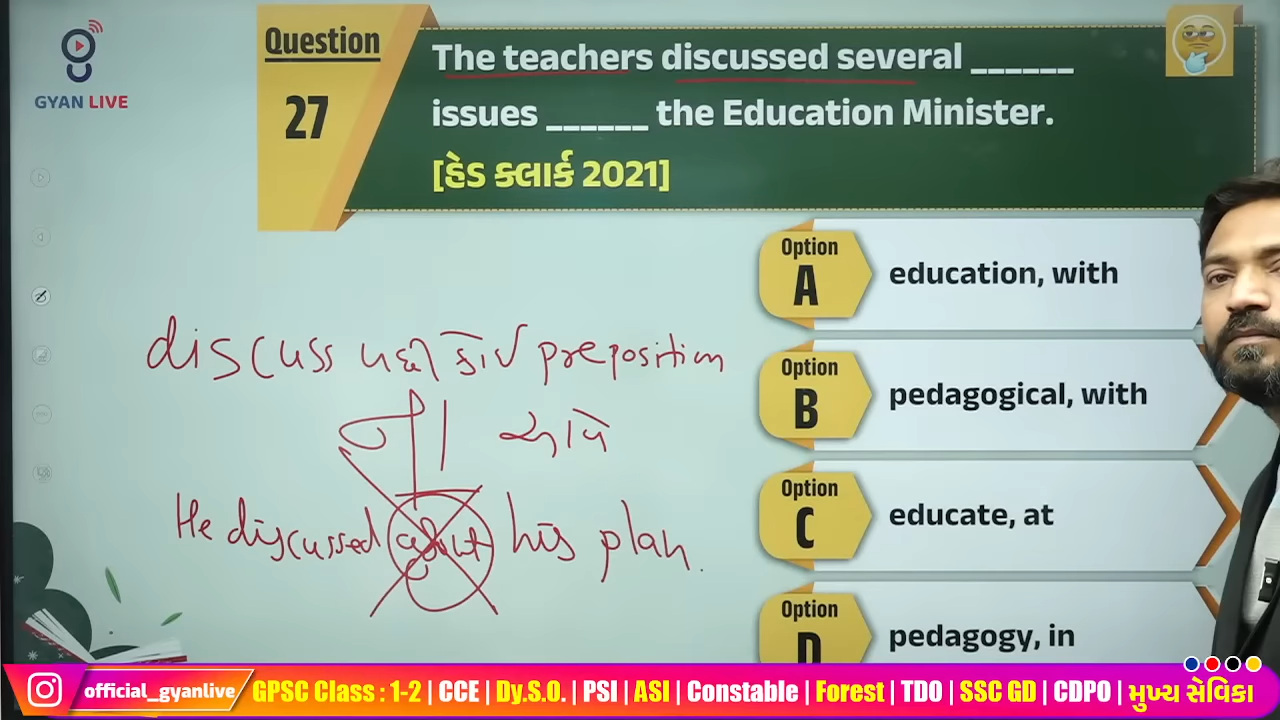 GYAN LIVE
Question
27
The teachers discussed several ______
issues ______ the Education Minister.
[હેડ ક્લાર્ક 2021]
Option
A
education, with
Option
B
pedagogical, with
Option
C
educate, at
Option
D
pedagogy, in
discuss પછી કોઈ preposition
નહી આવે
He discussed about his plan.
official_gyanlive
GPSC Class : 1-2 | CCE | Dy.S.O. | PSI | ASI | Constable | Forest | TDO | SSC GD | CDPO | મુખ્ય સેવિકા